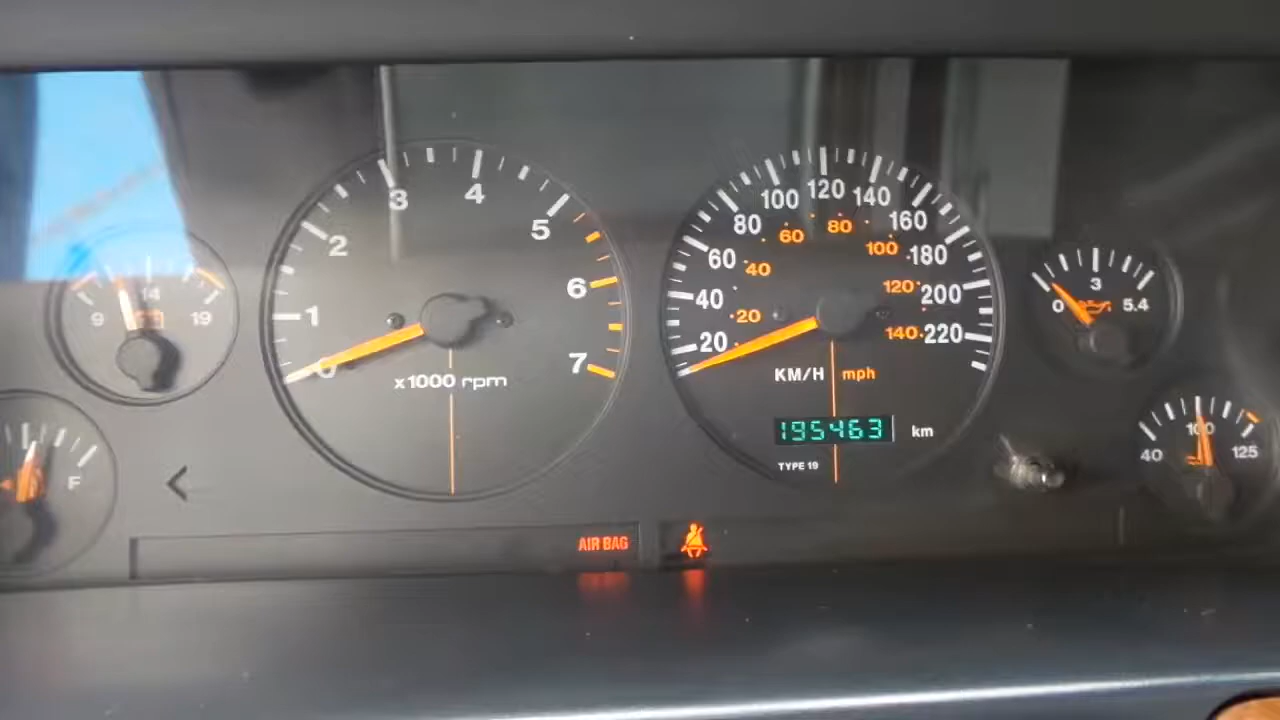 9 14 19
F
0 1 2 3 4 5 6 7
x1000 rpm
20 40 60 80 100 120 140 160 180 200 220
20 40 60 80 100 120 140
KM/H mph
195463 km
TYPE 19
0 3 5.4
40 100 125
AIR BAG